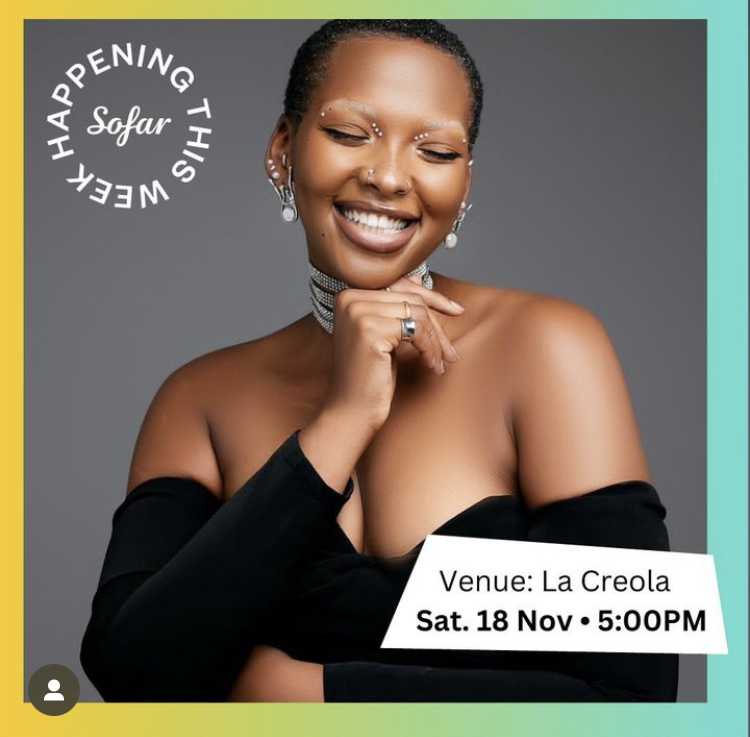 HAPPENING THIS WEEK
Sofar
Venue: La Creola
Sat. 18 Nov • 5:00PM